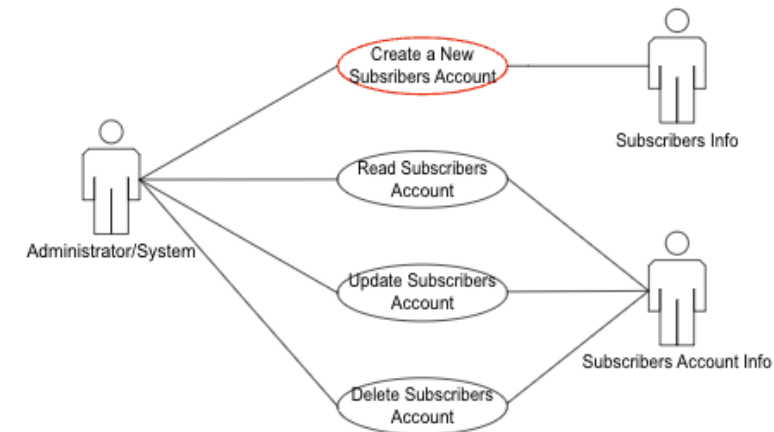 Create a New
Subsribers Account
Subscribers Info
Read Subscribers
Account
Administrator/System
Update Subscribers
Account
Subscribers Account Info
Delete Subscribers
Account